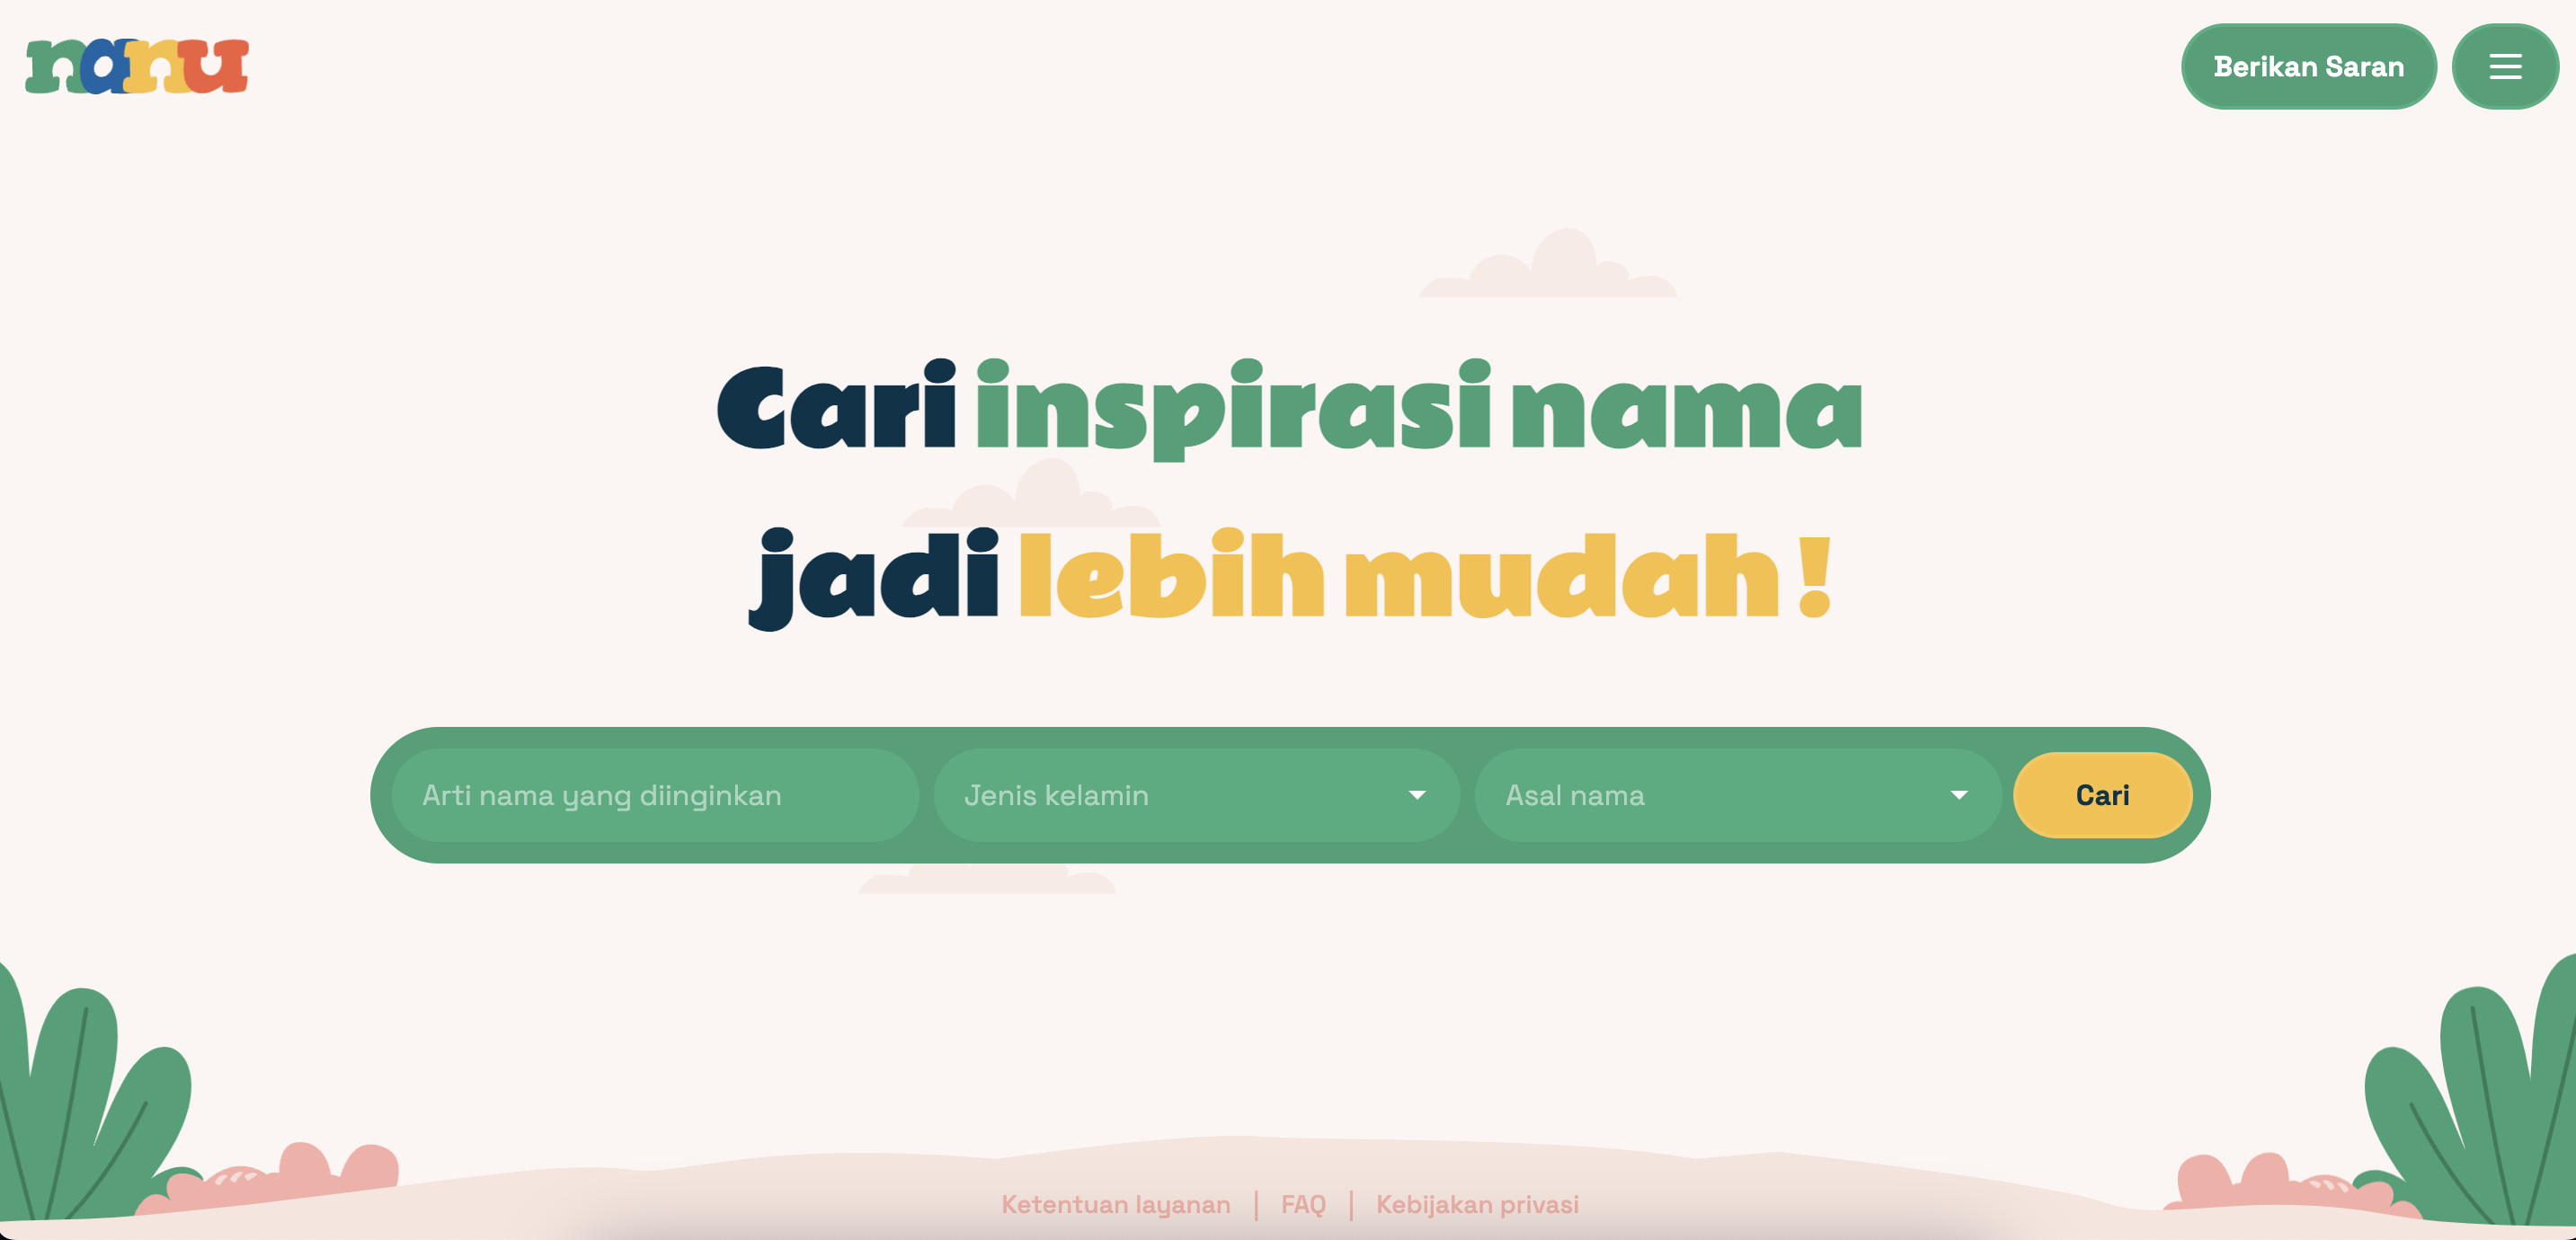 nanu
Berikan Saran
Cari inspirasi nama
jadi lebih mudah !
Arti nama yang diinginkan
Jenis kelamin
Asal nama
Cari
Ketentuan layanan | FAQ | Kebijakan privasi